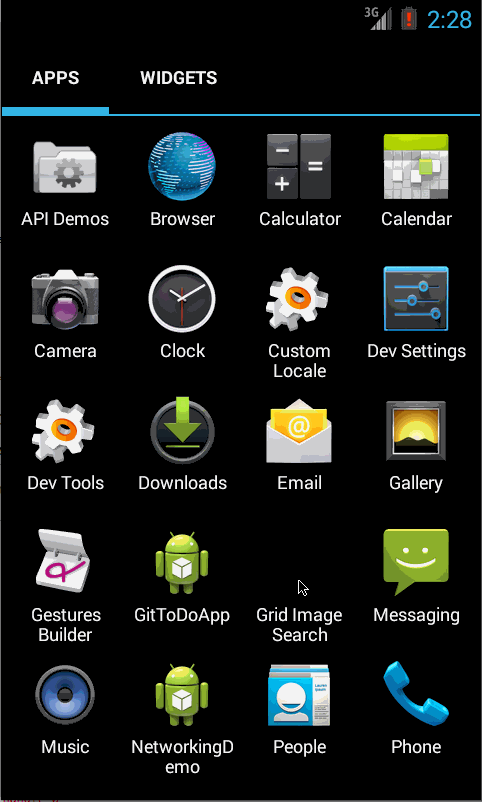 3G 2:28
APPS WIDGETS
API Demos Browser Calculator Calendar
Camera Clock Custom Locale Dev Settings
Dev Tools Downloads @ Email Gallery
Gestures Builder GitToDoApp Grid Image Search Messaging
Music NetworkingDemo People Phone